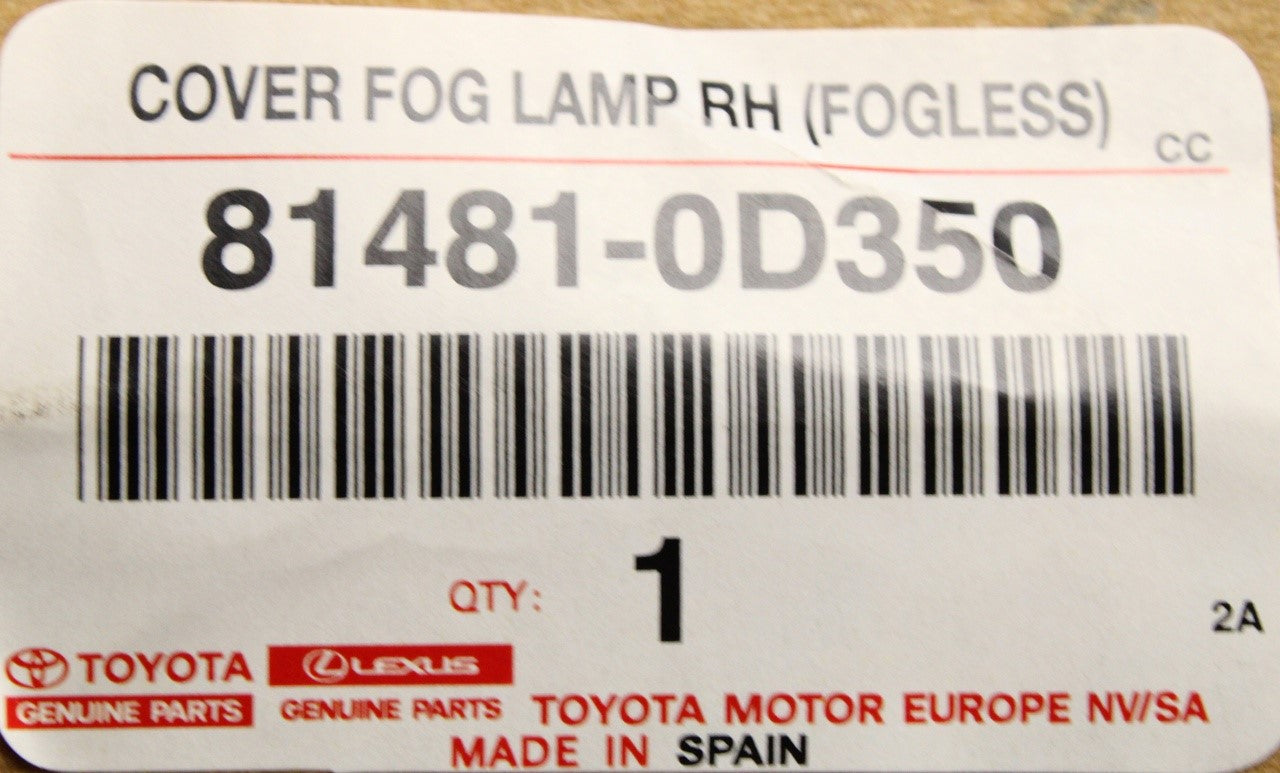 COVER FOG LAMP RH (FOGLESS)
CC
81481-0D350
QTY: 1
2A
TOYOTA
GENUINE PARTS
LEXUS
GENUINE PARTS
TOYOTA MOTOR EUROPE NV/SA
MADE IN SPAIN